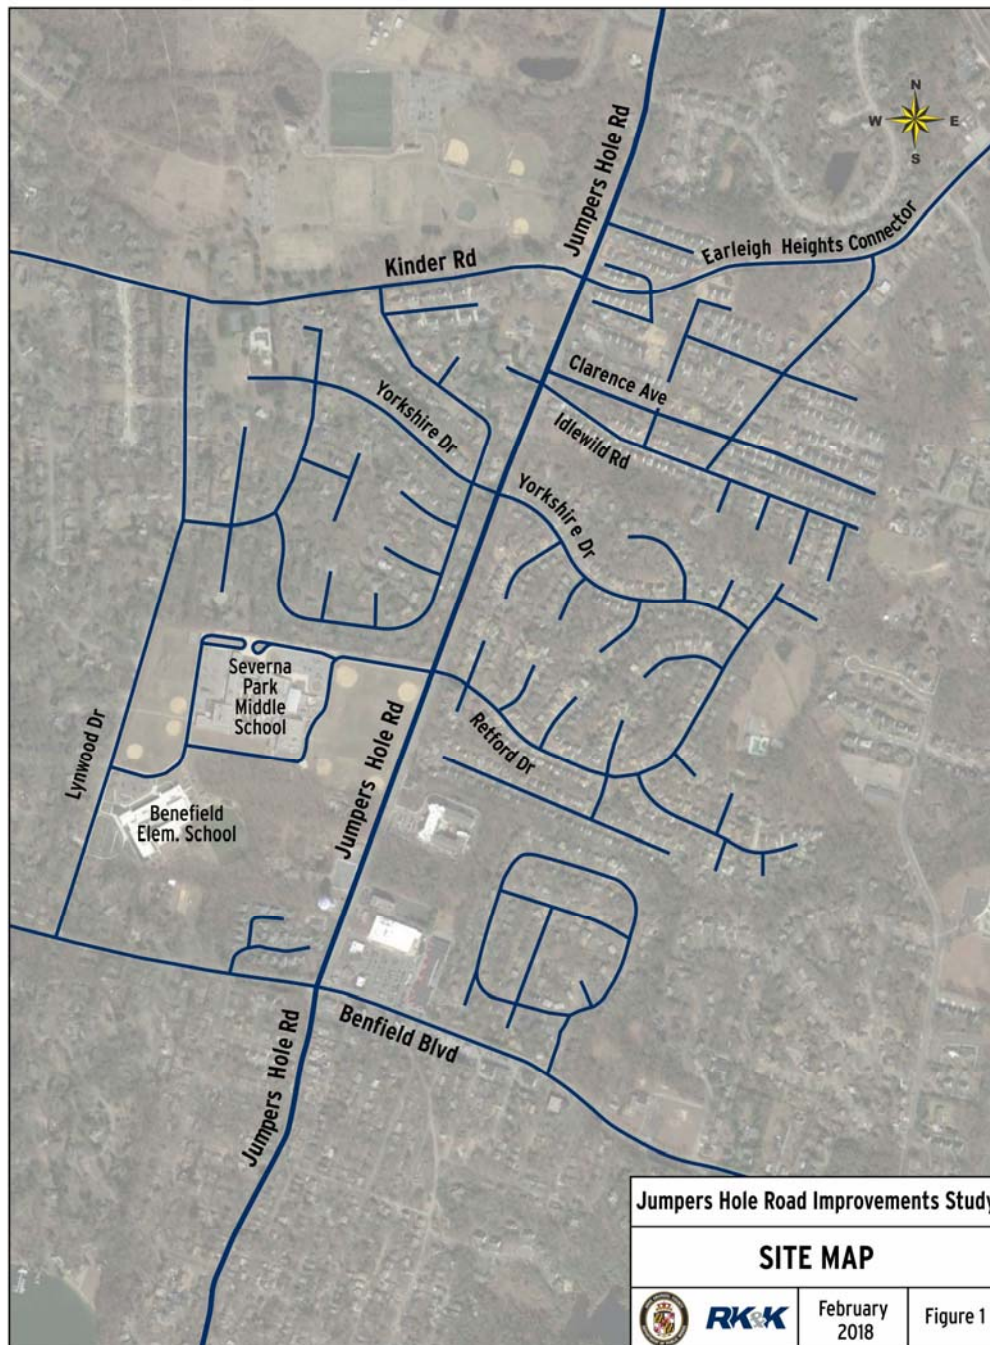 N
W E
S
Jumpers Hole Rd
Earleigh Heights Connector
Kinder Rd
Clarence Ave
Yorkshire Dr
Idlewild Rd
Yorkshire Dr
Severna
Park
Middle
School
Lynwood Dr
Jumpers Hole Rd
Retford Dr
Benefield
Elem. School
Jumpers Hole Rd
Benfield Blvd
Jumpers Hole Road Improvements Study
SITE MAP
RK&K
February
2018
Figure 1